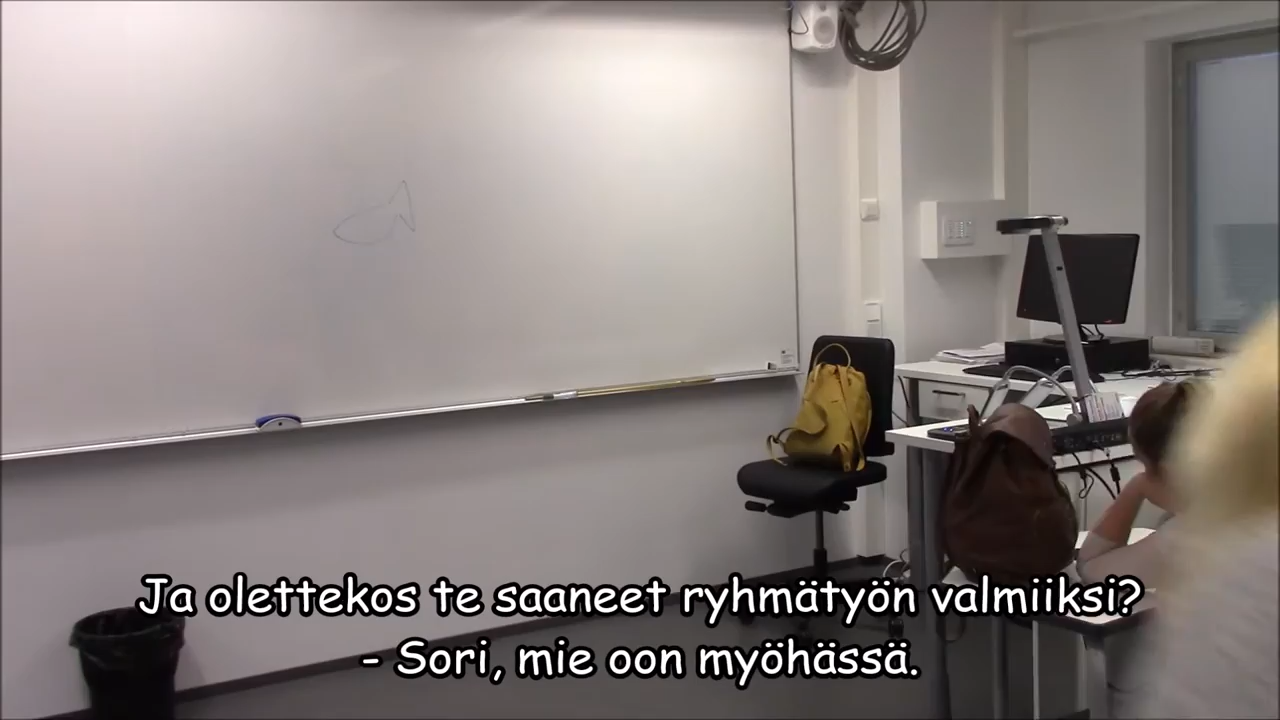 Ja olettekos te saaneet ryhmätyön valmiiksi?
- Sori, mie oon myöhässä.